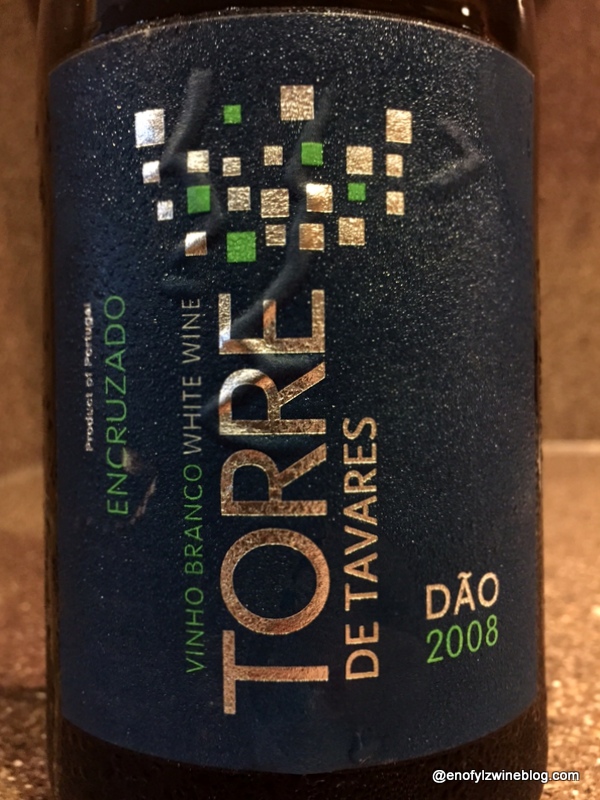 Product of Portugal
ENCRUZADO
VINHO BRANCO WHITE WINE
TORRE
DE TAVARES
DÃO
2008
@enofylzwineblog.com